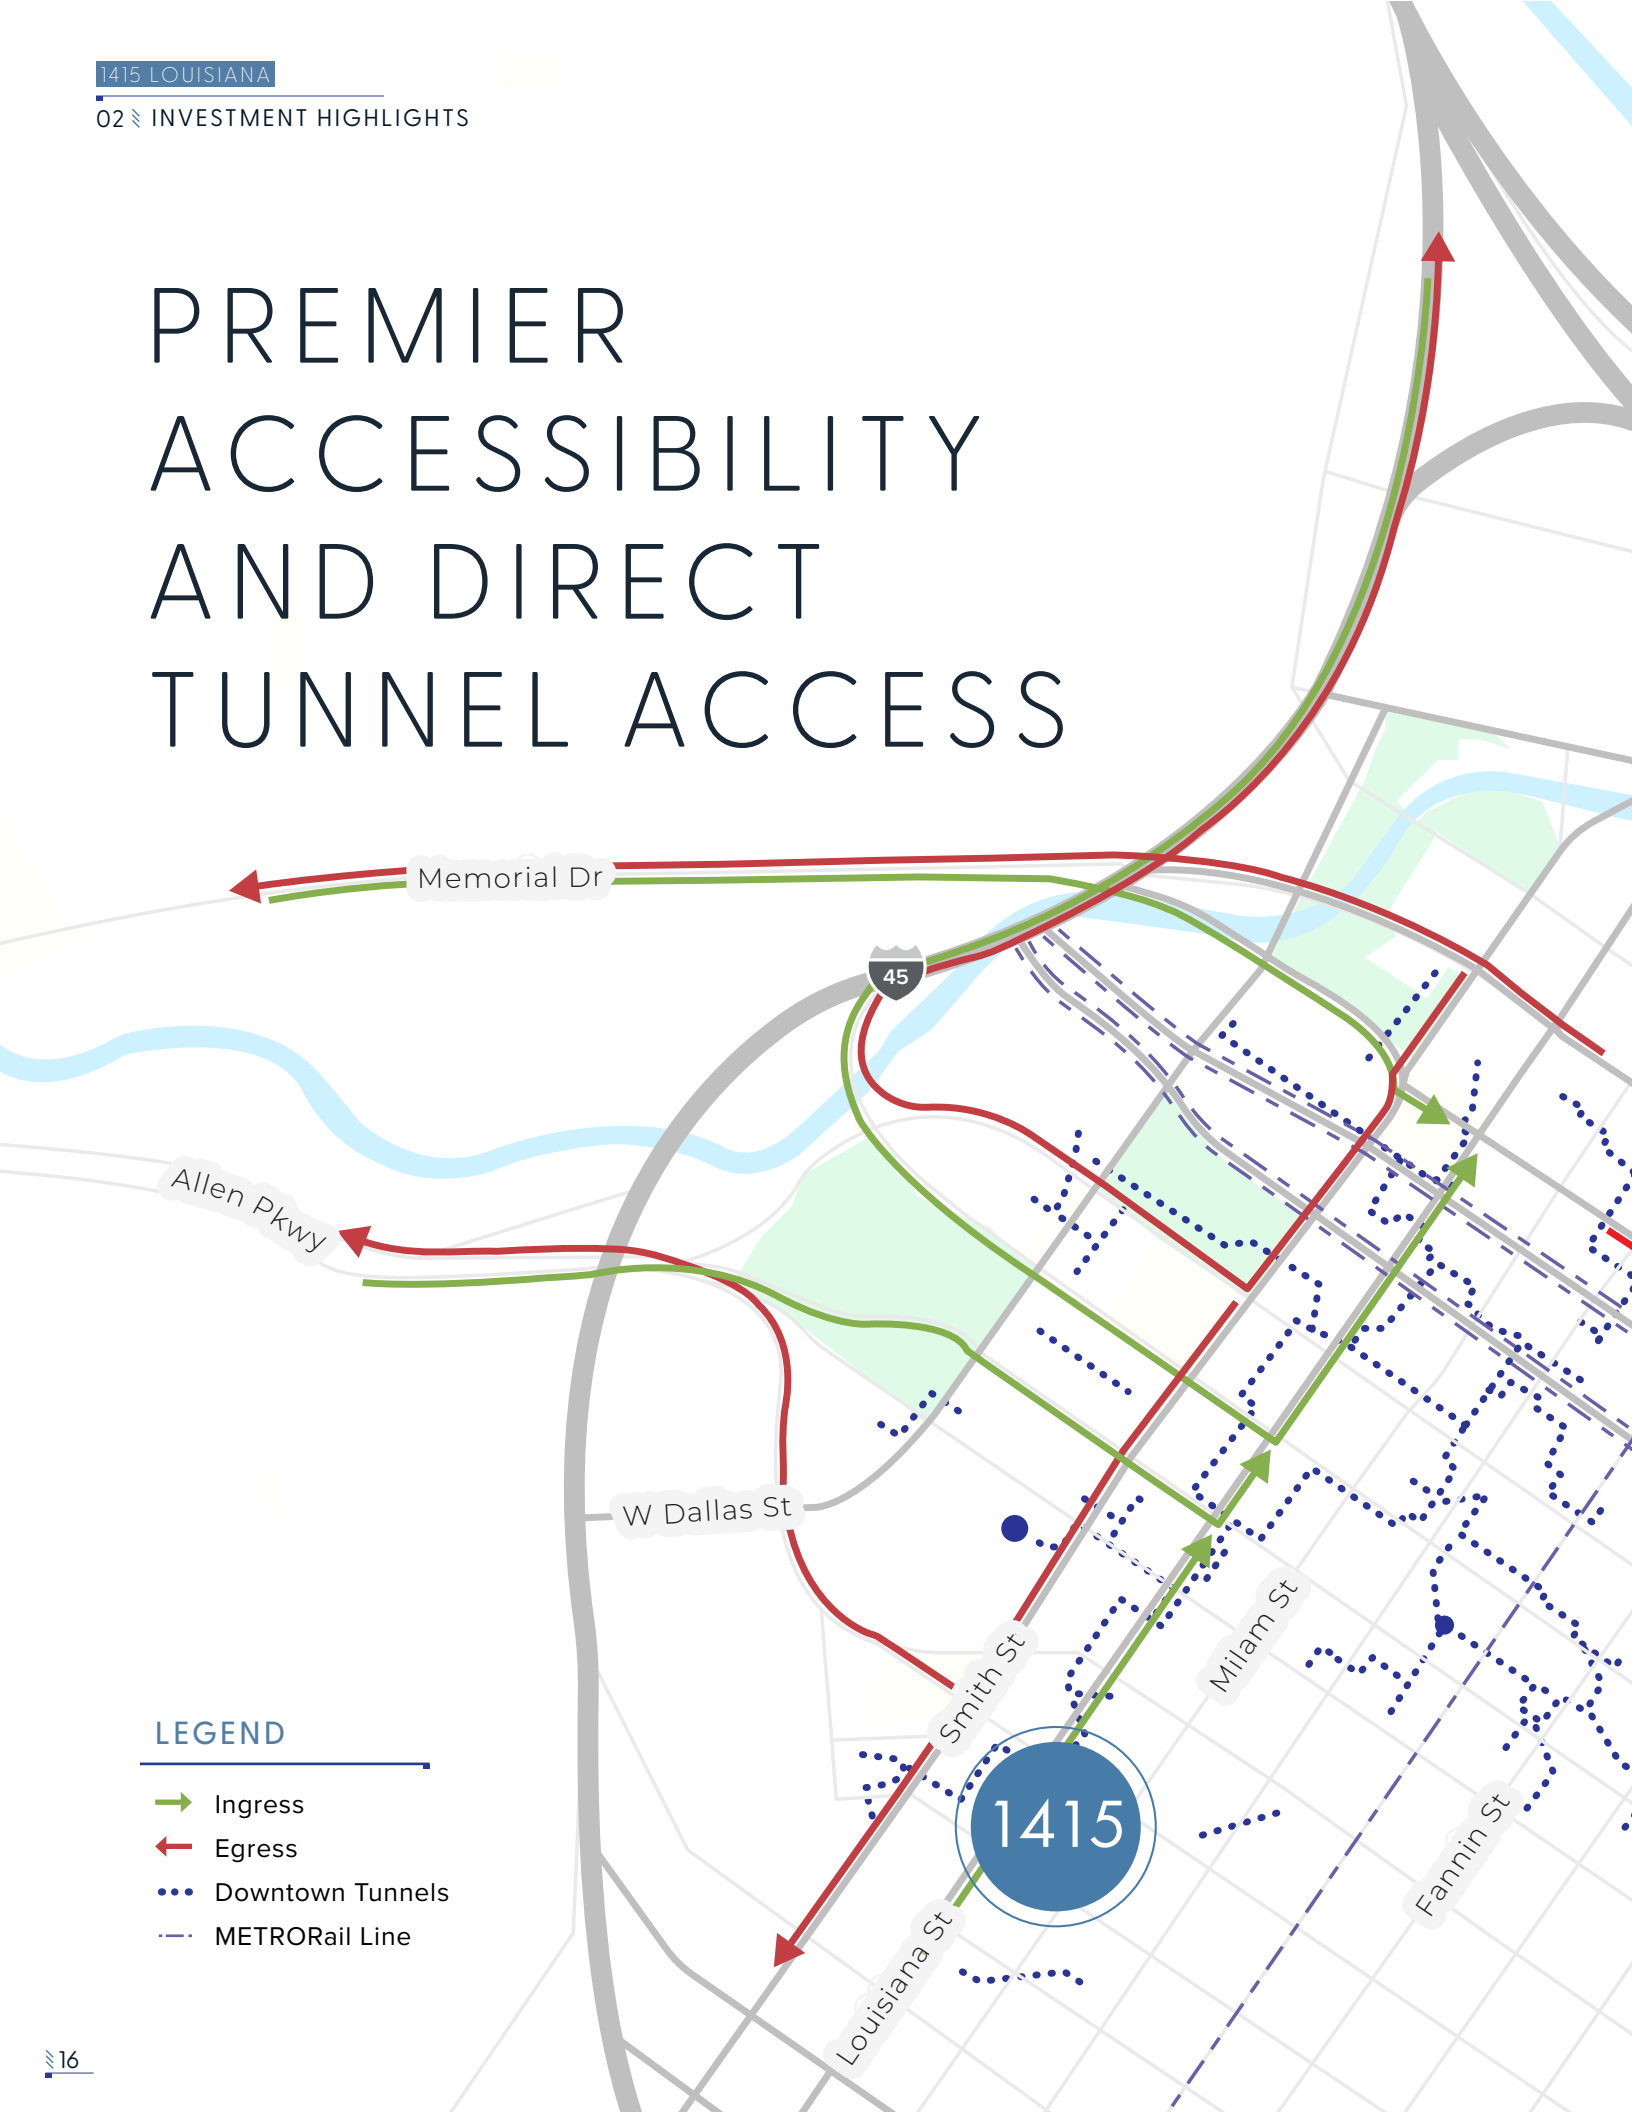 1415 LOUISIANA
02 INVESTMENT HIGHLIGHTS
PREMIER
ACCESSIBILITY
AND DIRECT
TUNNEL ACCESS
Memorial Dr
45
Allen Pkwy
W Dallas St
Smith St
Milam St
1415
Fannin St
Louisiana St
LEGEND
Ingress
Egress
Downtown Tunnels
METRORail Line
16